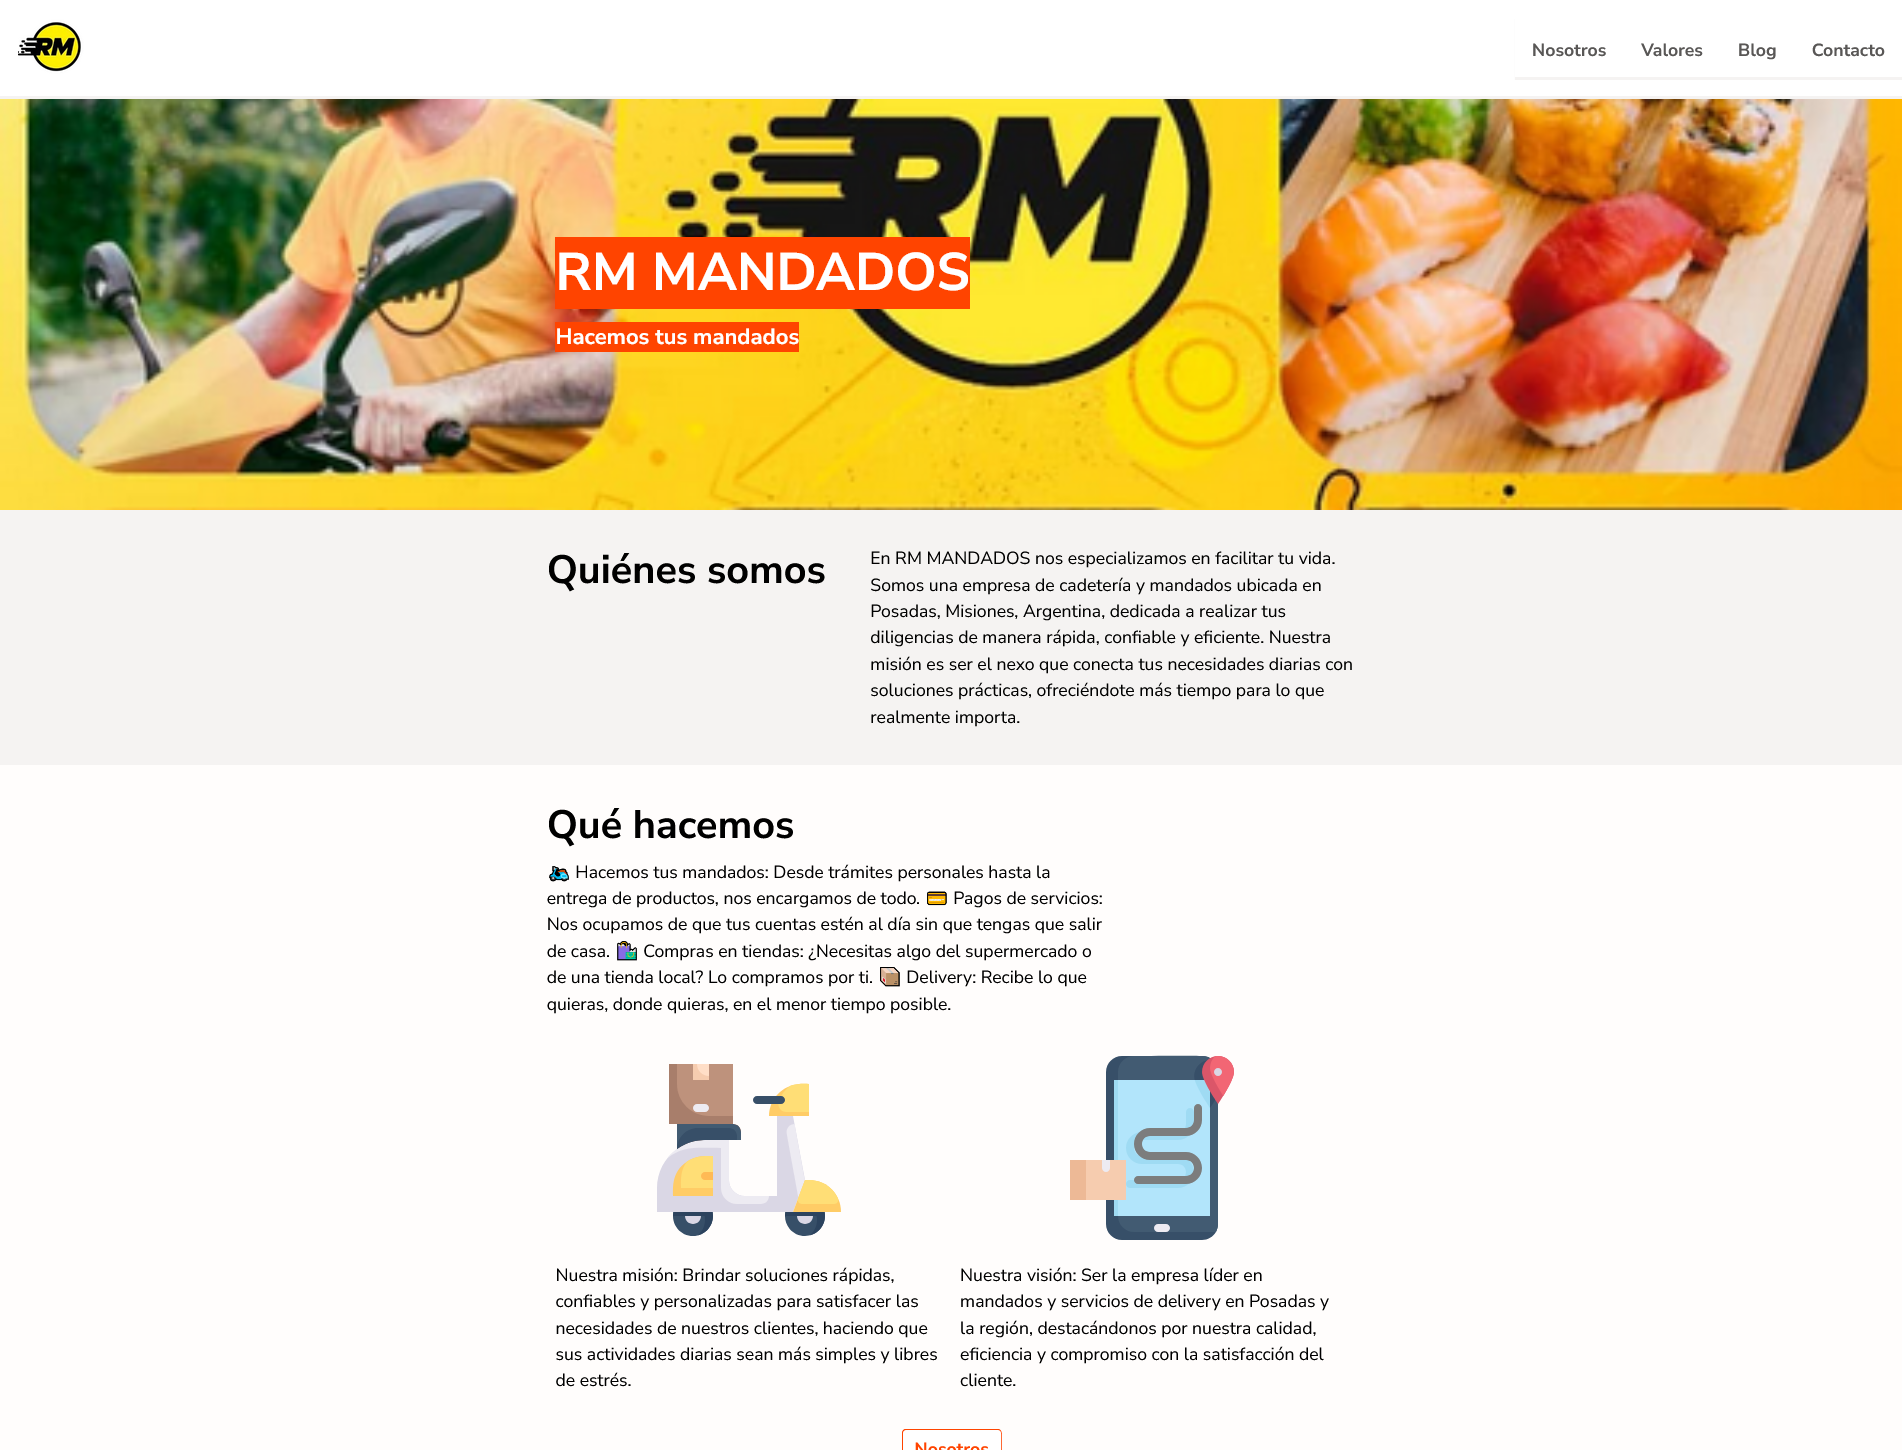 RM
Nosotros Valores Blog Contacto
RM
RM
RM MANDADOS
Hacemos tus mandados
Quiénes somos
En RM MANDADOS nos especializamos en facilitar tu vida.
Somos una empresa de cadetería y mandados ubicada en
Posadas, Misiones, Argentina, dedicada a realizar tus
diligencias de manera rápida, confiable y eficiente. Nuestra
misión es ser el nexo que conecta tus necesidades diarias con
soluciones prácticas, ofreciéndote más tiempo para lo que
realmente importa.
Qué hacemos
🛵 Hacemos tus mandados: Desde trámites personales hasta la
entrega de productos, nos encargamos de todo. 💳 Pagos de servicios:
Nos ocupamos de que tus cuentas estén al día sin que tengas que salir
de casa. 🛍️ Compras en tiendas: ¿Necesitas algo del supermercado o
de una tienda local? Lo compramos por ti. 📦 Delivery: Recibe lo que
quieras, donde quieras, en el menor tiempo posible.
Nuestra misión: Brindar soluciones rápidas,
confiables y personalizadas para satisfacer las
necesidades de nuestros clientes, haciendo que
sus actividades diarias sean más simples y libres
de estrés.
Nuestra visión: Ser la empresa líder en
mandados y servicios de delivery en Posadas y
la región, destacándonos por nuestra calidad,
eficiencia y compromiso con la satisfacción del
cliente.
Nosotros